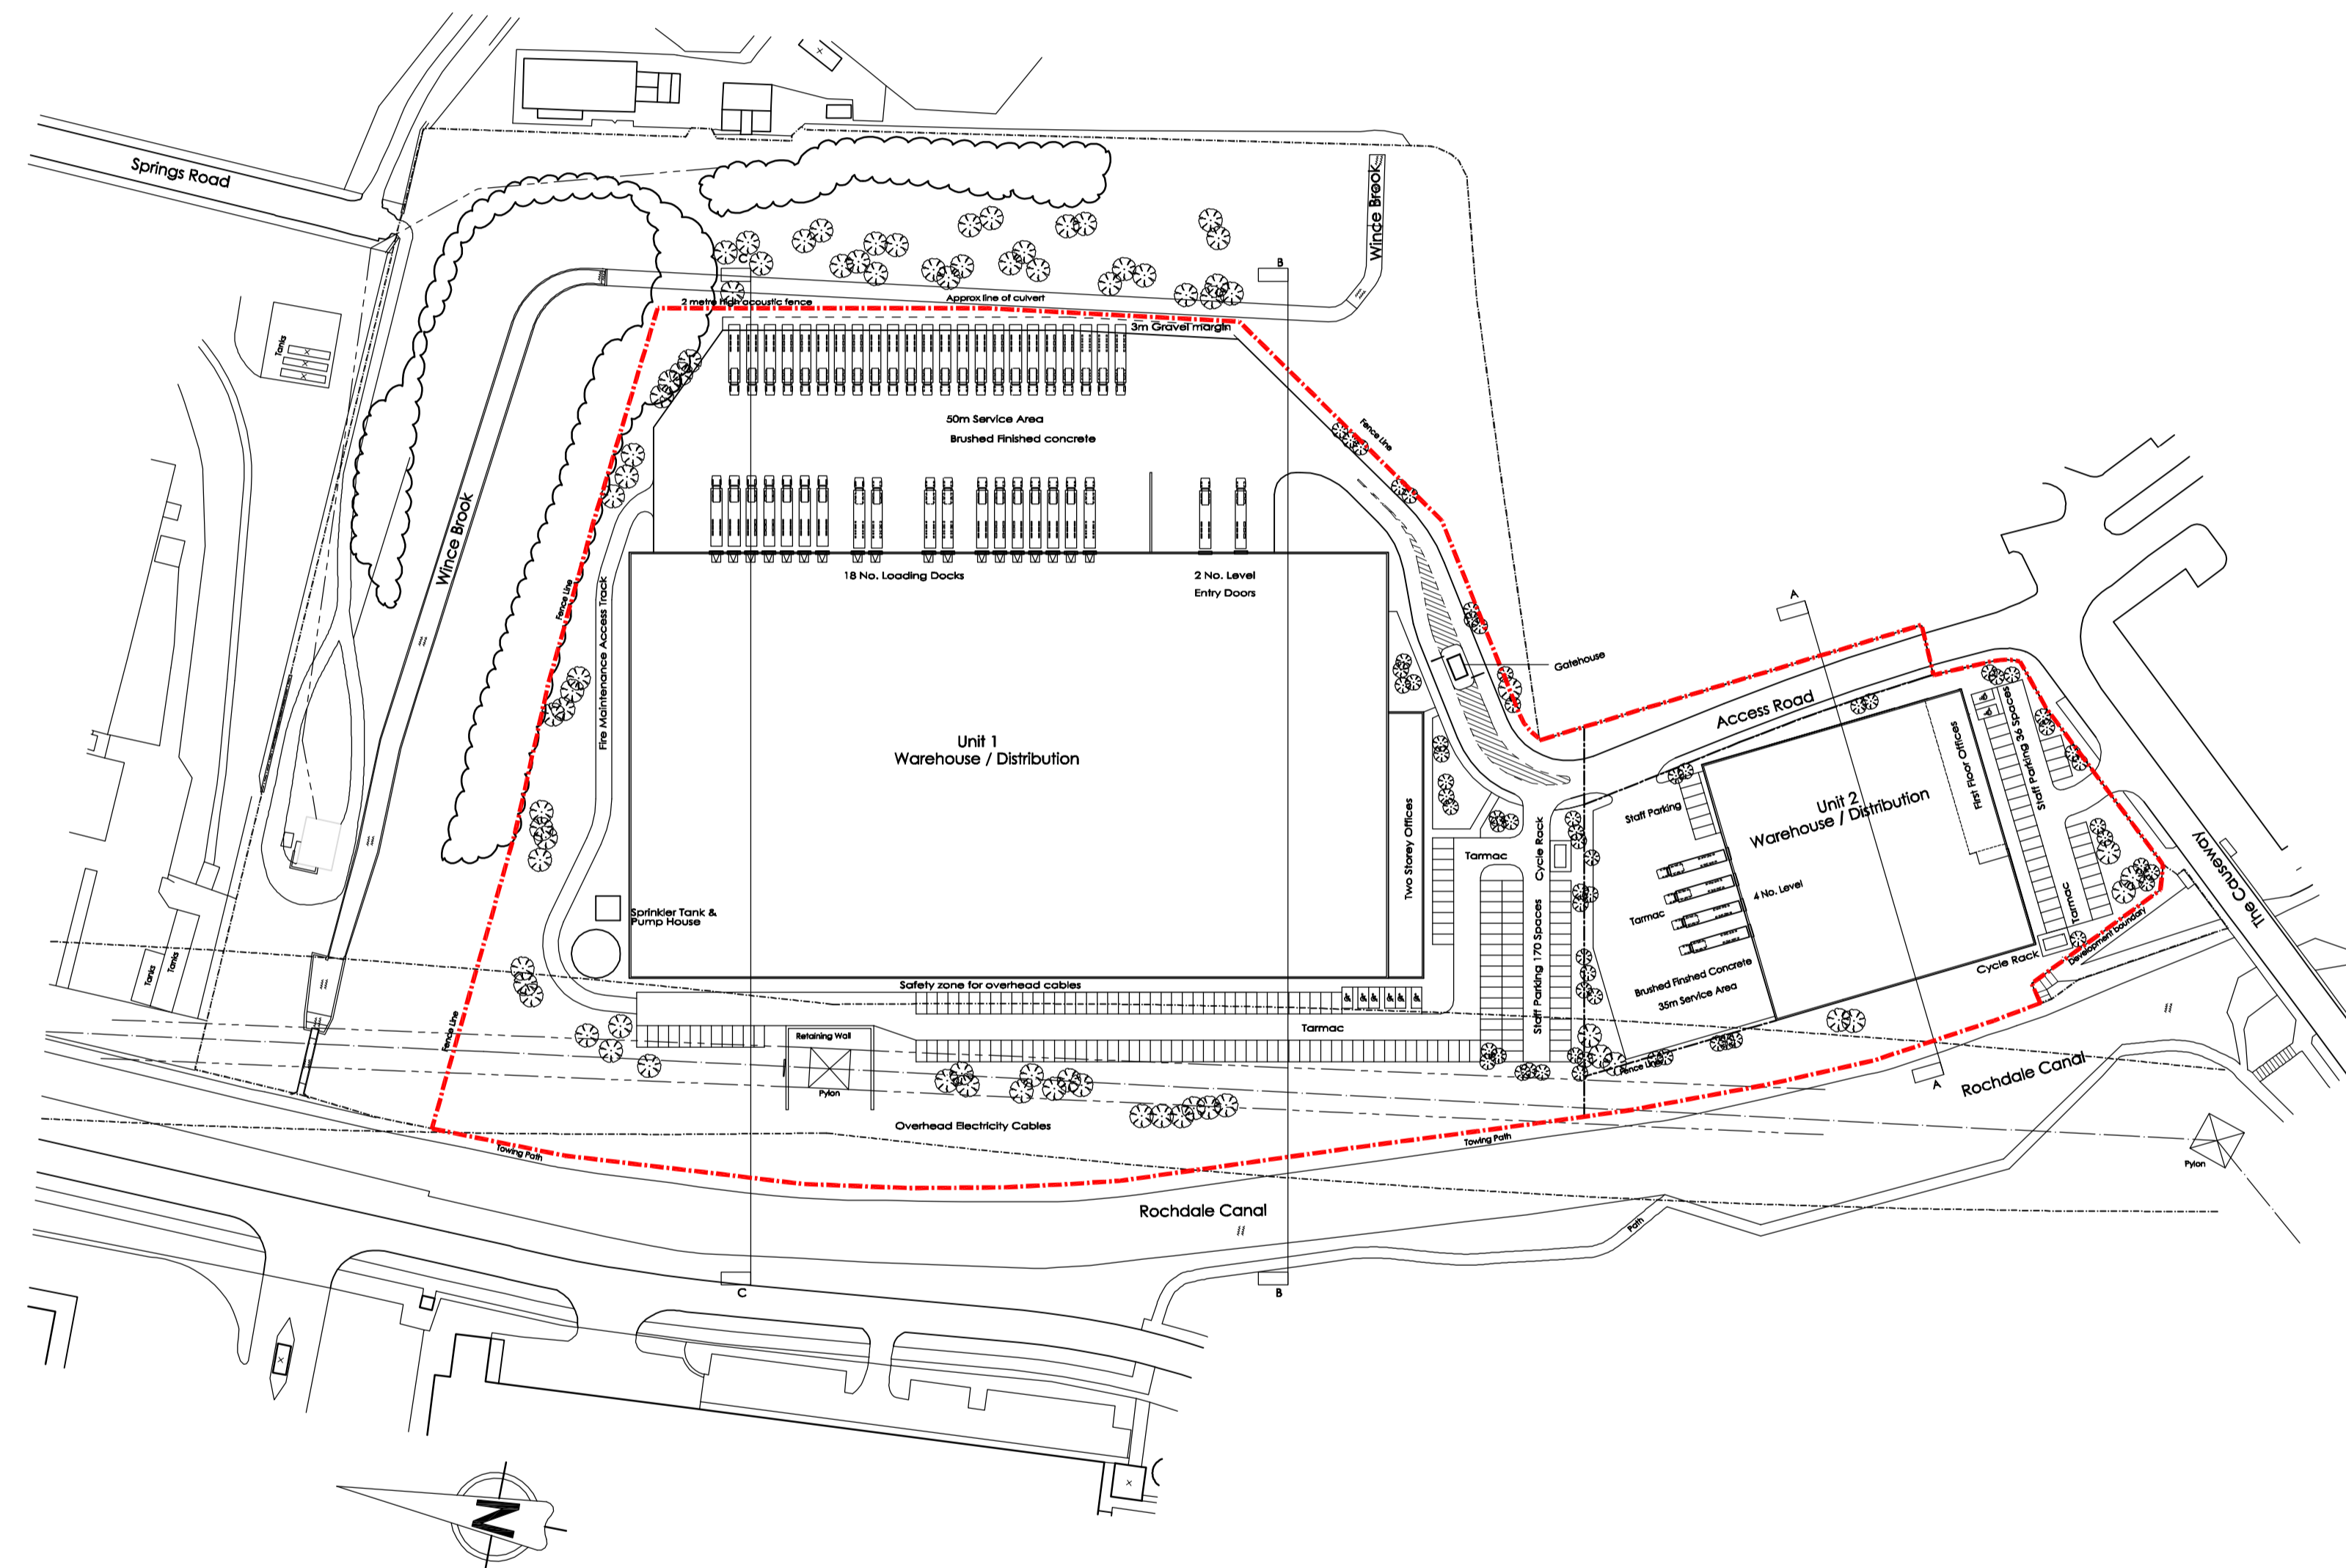 Springs Road
Wince Brook
C
B
2 metre high acoustic fence
Approx line of culvert
3m Gravel margin
Tanks
50m Service Area
Brushed Finished concrete
Fence Line
Wince Brook
Fence Line
Fire Maintenance Access Track
18 No. Loading Docks
2 No. Level
Entry Doors
Gatehouse
A
Unit 1
Warehouse / Distribution
Access Road
Two Storey Offices
Sprinkler Tank &
Pump House
Staff Parking
Unit 2
Warehouse / Distribution
First Floor Offices
Staff Parking 36 Spaces
Tarmac
Cycle Rack
Staff Parking 170 Spaces
Tarmac
4 No. Level
Tarmac
The Causeway
Development boundary
Cycle Rack
Brushed Finshed Concrete
35m Service Area
Tanks
Tanks
Safety zone for overhead cables
Tarmac
Fence Line
Retaining Wall
Pylon
Fence Line
A
Rochdale Canal
Overhead Electricity Cables
Towing Path
Towing Path
Pylon
Rochdale Canal
Path
C
B
N